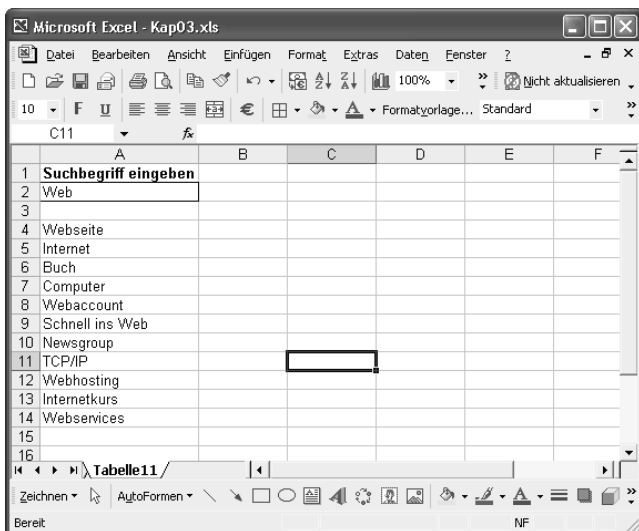 Microsoft Excel - Kap03.xls
Datei Bearbeiten Ansicht Einfügen Format Extras Daten Fenster ?
100% Nicht aktualisieren
10 F U € A Formatvorlage... Standard
C11 fx
A B C D E F
1 Suchbegriff eingeben
2 Web
3
4 Webseite
5 Internet
6 Buch
7 Computer
8 Webaccount
9 Schnell ins Web
10 Newsgroup
11 TCP/IP
12 Webhosting
13 Internetkurs
14 Webservices
15
16
Tabelle11
Zeichnen AutoFormen
Bereit NF